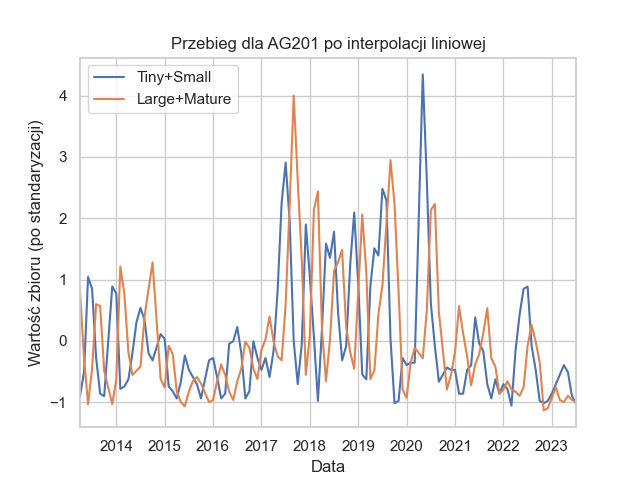 Przebieg dla AG201 po interpolacji liniowej
Tiny+Small
Large+Mature
Wartość zbioru (po standaryzacji)
4
3
2
1
0
−1
2014 2015 2016 2017 2018 2019 2020 2021 2022 2023
Data